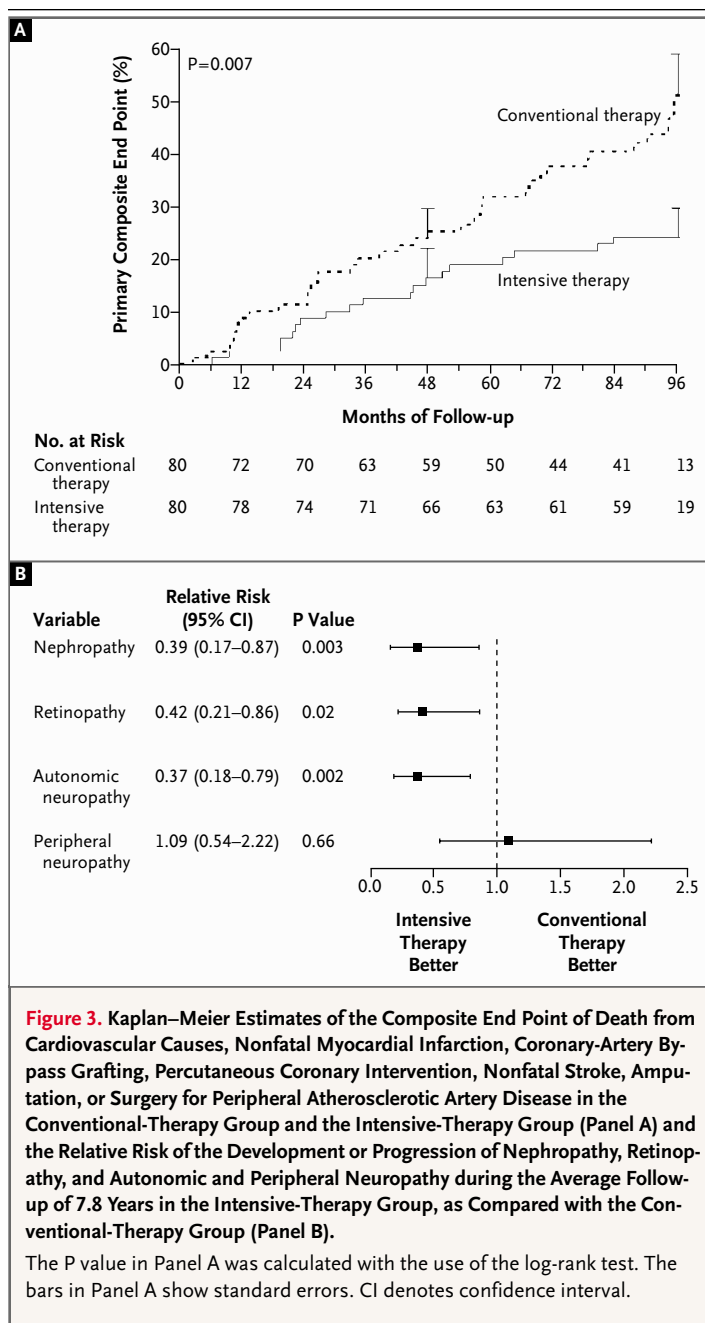 A
P=0.007
Primary Composite End Point (%)
60
50
40
30
20
10
0
Conventional therapy
Intensive therapy
0 12 24 36 48 60 72 84 96
Months of Follow-up
No. at Risk
Conventional therapy 80 72 70 63 59 50 44 41 13
Intensive therapy 80 78 74 71 66 63 61 59 19
B
Variable Relative Risk (95% CI) P Value
Nephropathy 0.39 (0.17–0.87) 0.003
Retinopathy 0.42 (0.21–0.86) 0.02
Autonomic neuropathy 0.37 (0.18–0.79) 0.002
Peripheral neuropathy 1.09 (0.54–2.22) 0.66
0.0 0.5 1.0 1.5 2.0 2.5
Intensive Therapy Better
Conventional Therapy Better
Figure 3. Kaplan–Meier Estimates of the Composite End Point of Death from
Cardiovascular Causes, Nonfatal Myocardial Infarction, Coronary-Artery By-
pass Grafting, Percutaneous Coronary Intervention, Nonfatal Stroke, Ampu-
tation, or Surgery for Peripheral Atherosclerotic Artery Disease in the
Conventional-Therapy Group and the Intensive-Therapy Group (Panel A) and
the Relative Risk of the Development or Progression of Nephropathy, Retinop-
athy, and Autonomic and Peripheral Neuropathy during the Average Follow-
up of 7.8 Years in the Intensive-Therapy Group, as Compared with the Con-
ventional-Therapy Group (Panel B).
The P value in Panel A was calculated with the use of the log-rank test. The
bars in Panel A show standard errors. CI denotes confidence interval.